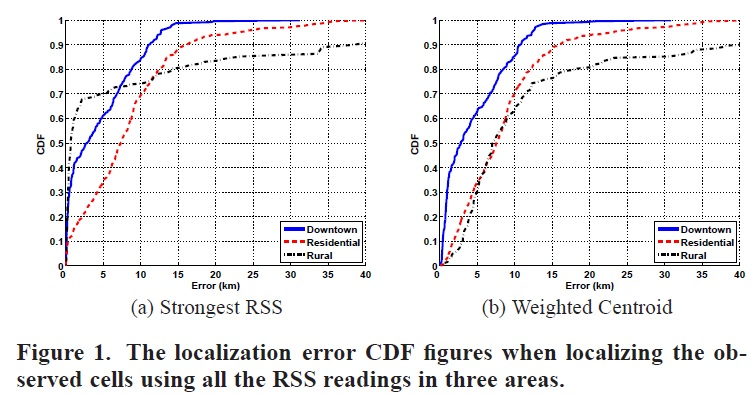 1
0.9
0.8
0.7
0.6
0.5
0.4
0.3
0.2
0.1
0
CDF
0 5 10 15 20 25 30 35 40
Error (km)
Downtown
Residential
Rural
(a) Strongest RSS
1
0.9
0.8
0.7
0.6
0.5
0.4
0.3
0.2
0.1
0
CDF
0 5 10 15 20 25 30 35 40
Error (km)
Downtown
Residential
Rural
(b) Weighted Centroid
Figure 1. The localization error CDF figures when localizing the ob-
served cells using all the RSS readings in three areas.